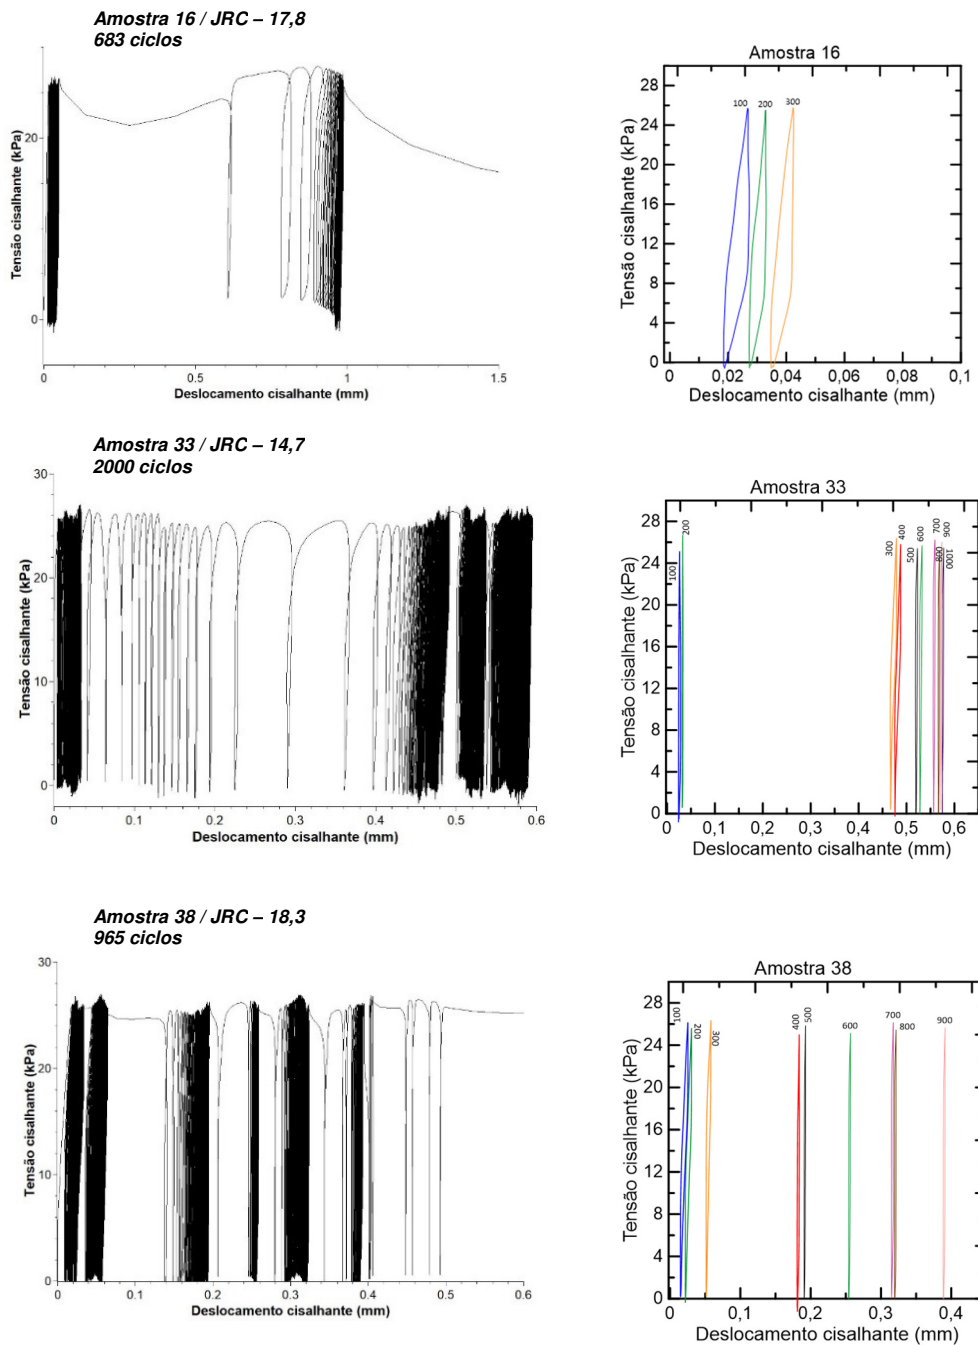 Amostra 16 / JRC – 17,8
683 ciclos
Tensão cisalhante (kPa)
20
0
0 0.5 1 1.5
Deslocamento cisalhante (mm)
Amostra 16
Tensão cisalhante (kPa)
28
24
20
16
12
8
4
0
100 200 300
0 0,02 0,04 0,06 0,08 0,1
Deslocamento cisalhante (mm)
Amostra 33 / JRC – 14,7
2000 ciclos
Tensão cisalhante (kPa)
30
20
10
0
0 0.1 0.2 0.3 0.4 0.5 0.6
Deslocamento cisalhante (mm)
Amostra 33
Tensão cisalhante (kPa)
28
24
20
16
12
8
4
0
100 200 300 400 500 600 700 800 900 1000
0 0,1 0,2 0,3 0,4 0,5 0,6
Deslocamento cisalhante (mm)
Amostra 38 / JRC – 18,3
965 ciclos
Tensão cisalhante (kPa)
30
20
10
0
0 0.1 0.2 0.3 0.4 0.5 0.6
Deslocamento cisalhante (mm)
Amostra 38
Tensão cisalhante (kPa)
28
24
20
16
12
8
4
0
100 200 300 400 500 600 700 800 900
0 0,1 0,2 0,3 0,4
Deslocamento cisalhante (mm)